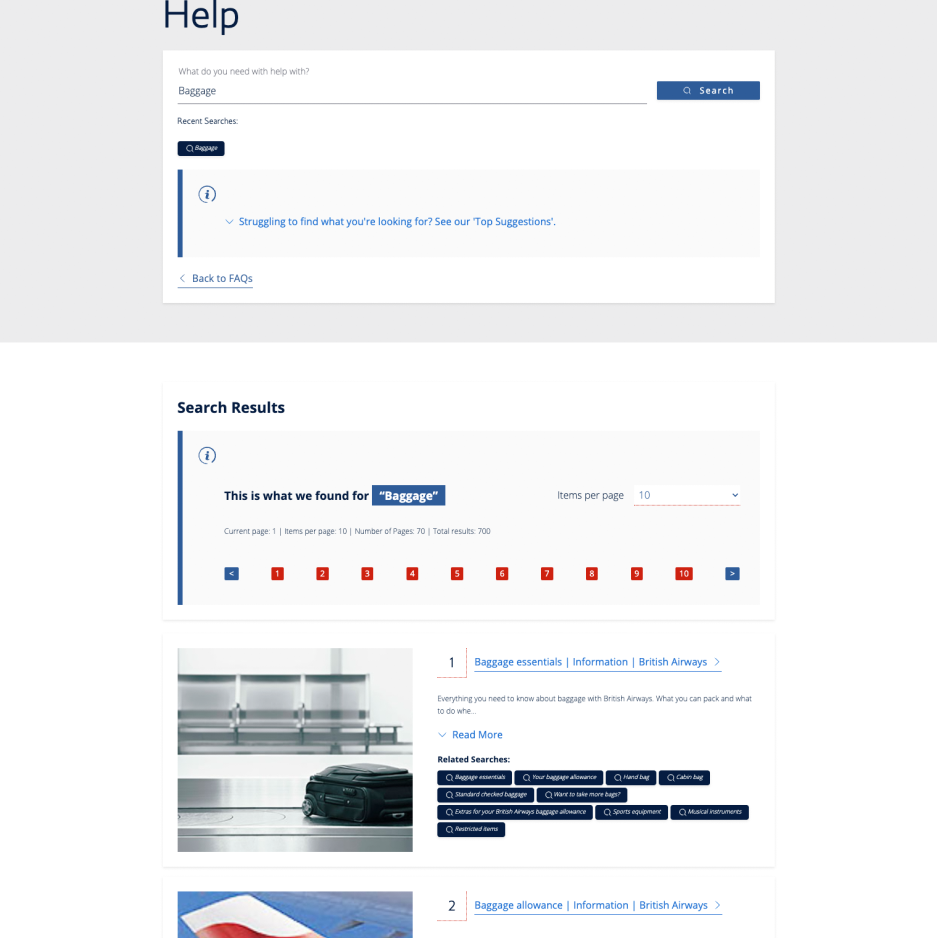 Help
What do you need with help with?
Baggage
Search
Recent Searches:
Baggage
Struggling to find what you're looking for? See our 'Top Suggestions'.
Back to FAQs
Search Results
This is what we found for “Baggage”
Items per page 10
Current page: 1 | Items per page: 10 | Number of Pages: 70 | Total results: 700
< 1 2 3 4 5 6 7 8 9 10 >
1 Baggage essentials | Information | British Airways
Everything you need to know about baggage with British Airways. What you can pack and what
to do whe...
Read More
Related Searches:
Baggage essentials Your baggage allowance Hand bag Cabin bag
Standard checked baggage Want to take more bags?
Extras for your British Airways baggage allowance Sports equipment Musical instruments
Restricted items
2 Baggage allowance | Information | British Airways